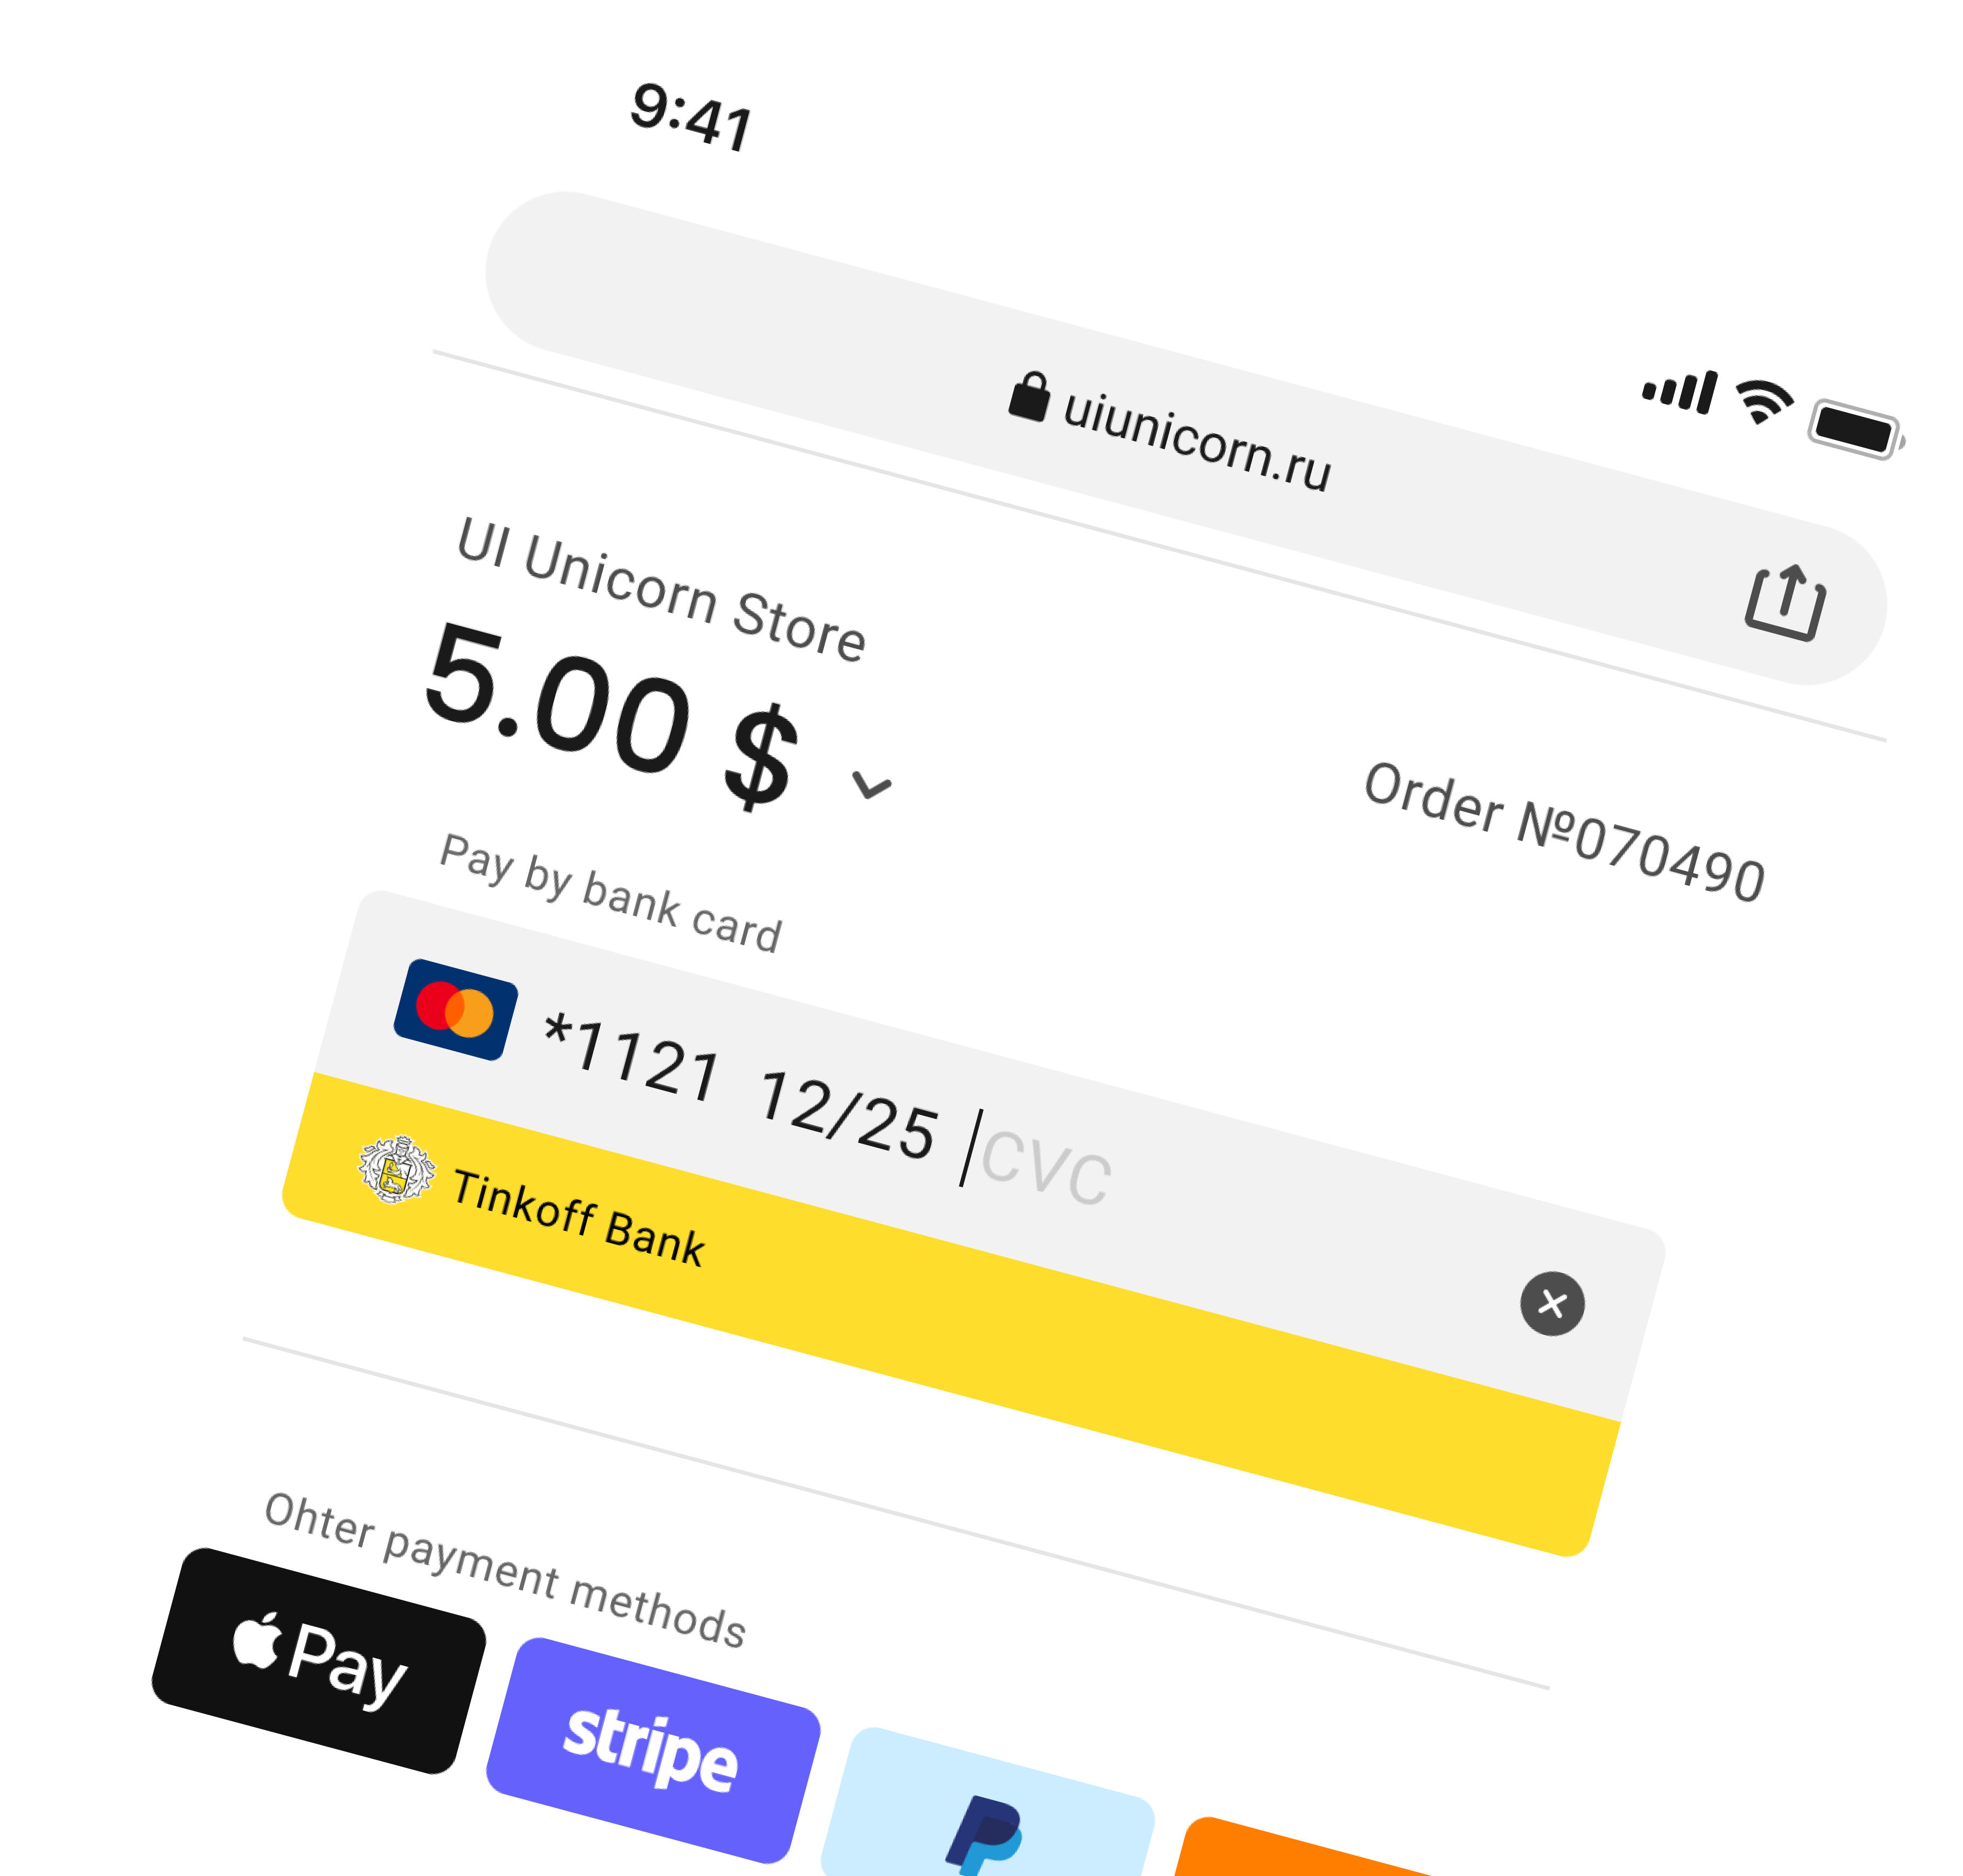 9:41
uiunicorn.ru
UI Unicorn Store
5.00 $
Order №070490
Pay by bank card
*1121 12/25 CVC
Tinkoff Bank
Ohter payment methods
Pay
stripe